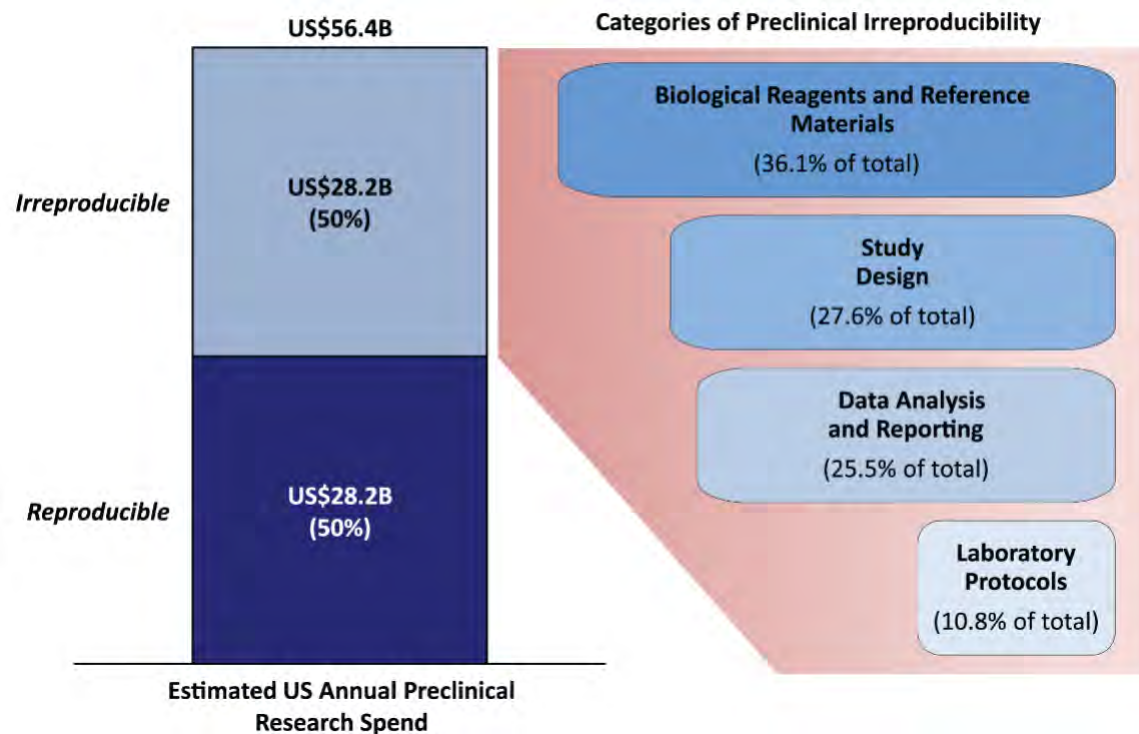 US$56.4B
Irreproducible
US$28.2B
(50%)
Reproducible
US$28.2B
(50%)
Estimated US Annual Preclinical
Research Spend
Categories of Preclinical Irreproducibility
Biological Reagents and Reference
Materials
(36.1% of total)
Study
Design
(27.6% of total)
Data Analysis
and Reporting
(25.5% of total)
Laboratory
Protocols
(10.8% of total)